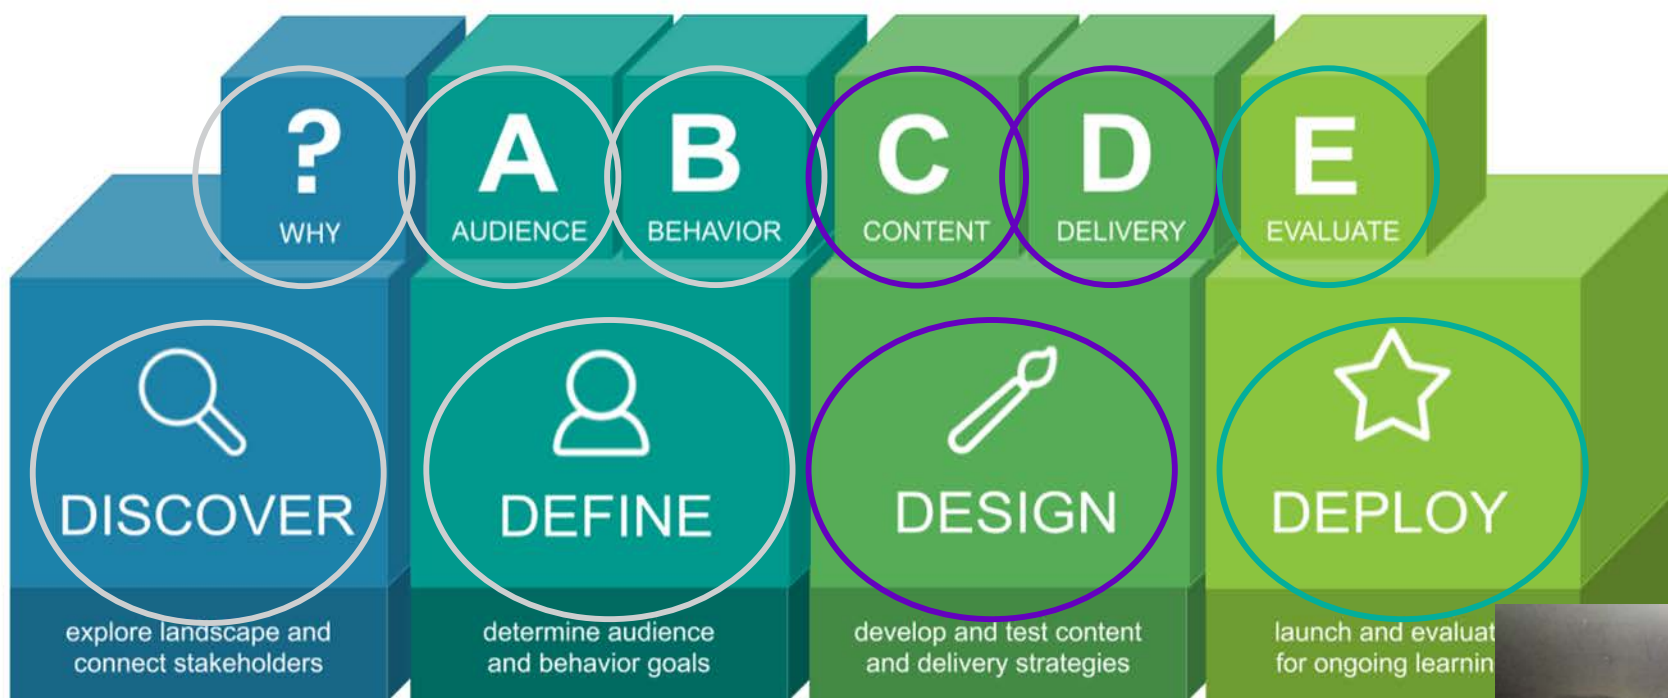 ?
WHY
A
AUDIENCE
B
BEHAVIOR
C
CONTENT
D
DELIVERY
E
EVALUATE
DISCOVER
explore landscape and
connect stakeholders
DEFINE
determine audience
and behavior goals
DESIGN
develop and test content
and delivery strategies
DEPLOY
launch and evaluat
for ongoing learnin